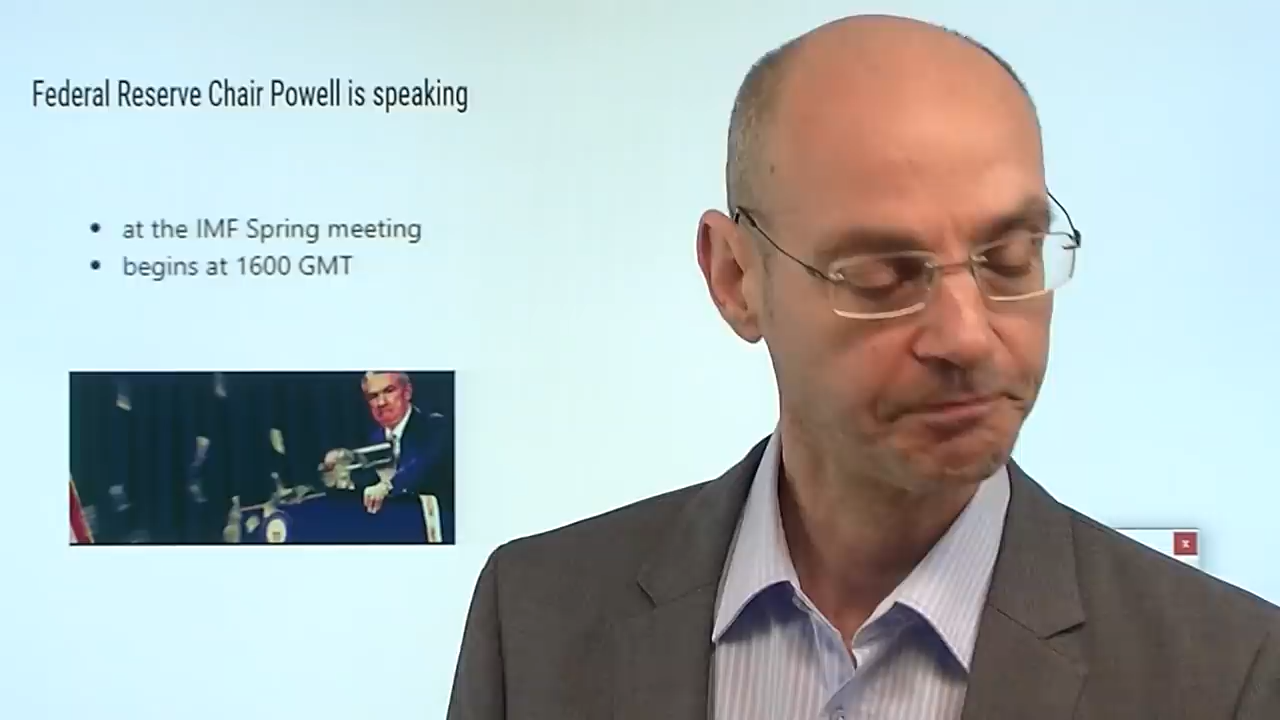 Federal Reserve Chair Powell is speaking
• at the IMF Spring meeting
• begins at 1600 GMT
x